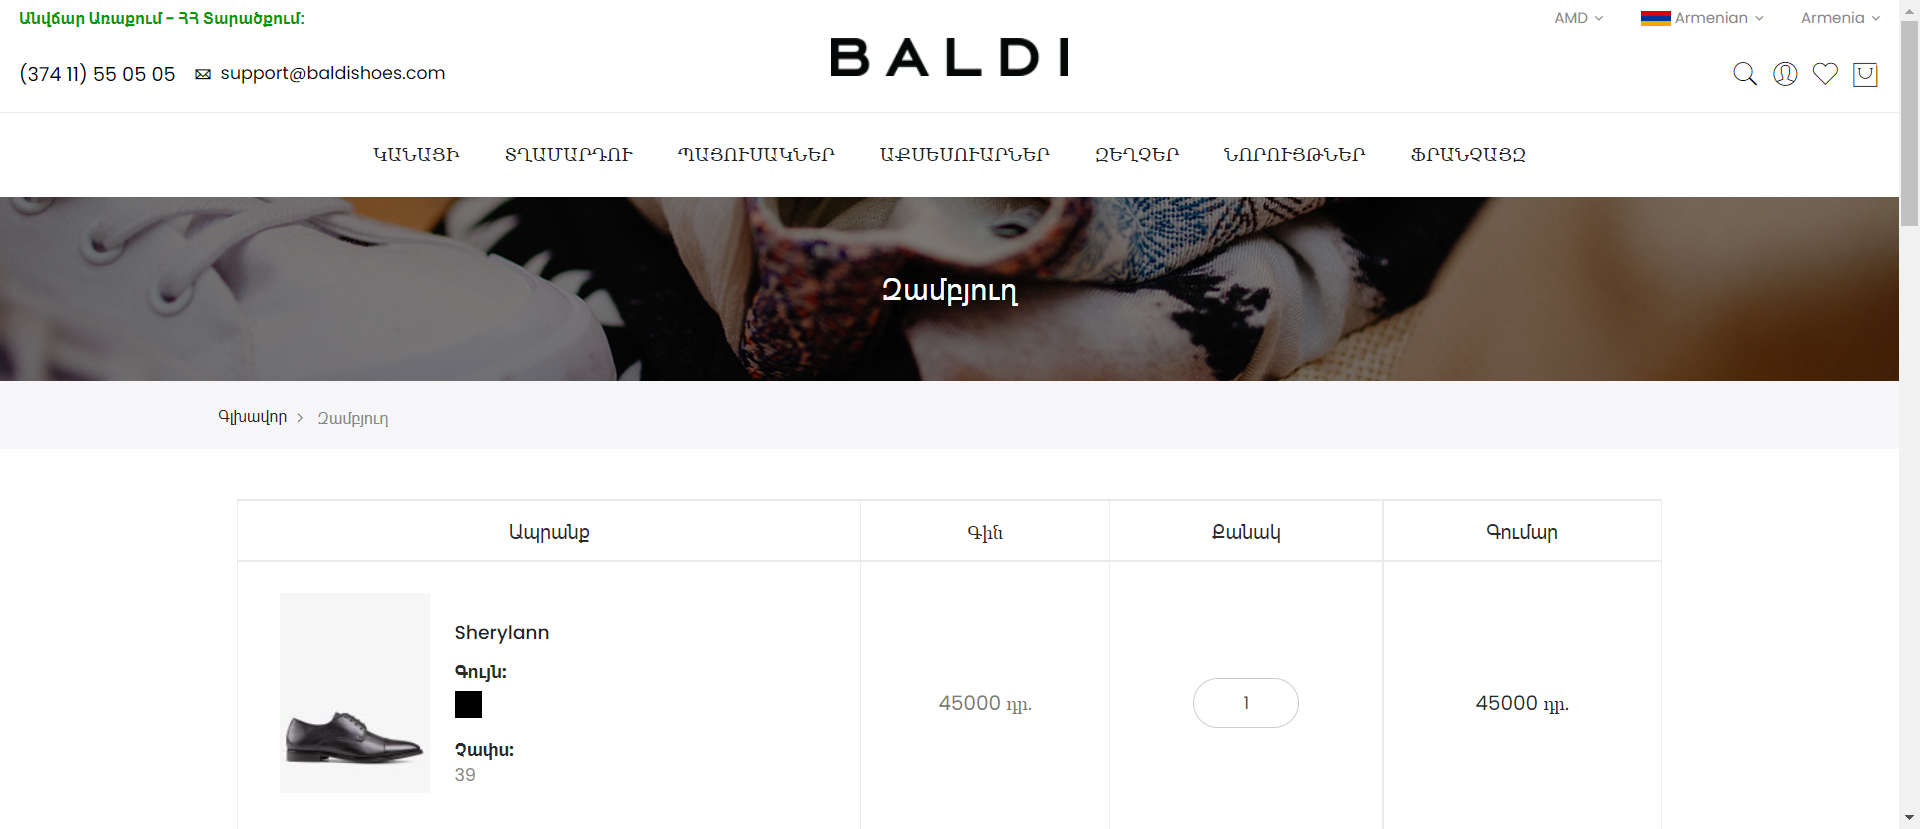 Անվճար Առաքում - ՀՀ Տարածքում:
AMD
Armenian
Armenia
(374 11) 55 05 05
support@baldishoes.com
BALDI
ԿԱՆԱՑԻ
ՏՂԱՄԱՐԴՈՒ
ՊԱՅՈՒՍԱԿՆԵՐ
ԱՔՍԵՍՈՒԱՐՆԵՐ
ԶԵՂՉԵՐ
ՆՈՐՈՒՅԹՆԵՐ
ՖՐԱՆՉԱՅԶ
Զամբյուղ
Գլխավոր > Զամբյուղ
Ապրանք
Գին
Քանակ
Գումար
Sherylann
Գույն:
Չափս:
39
45000 դր.
1
45000 դր.